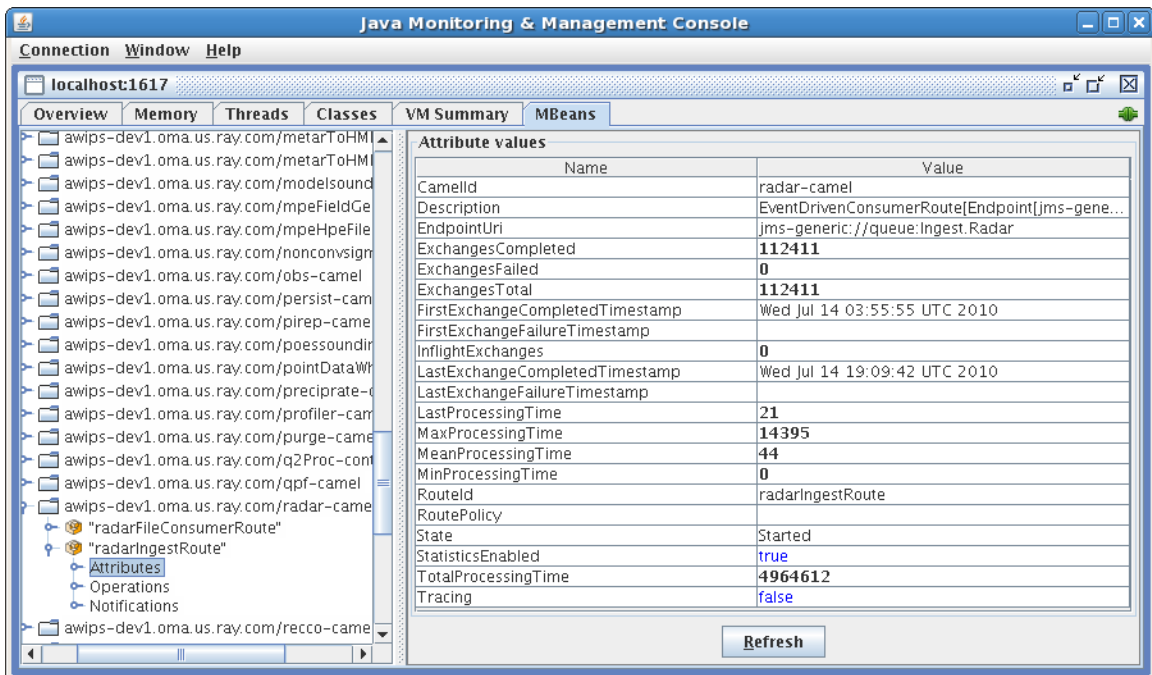 Java Monitoring & Management Console
Connection Window Help
localhost:1617
Overview Memory Threads Classes VM Summary MBeans
awips-dev1.oma.us.ray.com/metarToHMI
awips-dev1.oma.us.ray.com/metarToHMI
awips-dev1.oma.us.ray.com/modelsound
awips-dev1.oma.us.ray.com/mpeFieldGe
awips-dev1.oma.us.ray.com/mpeHpeFile
awips-dev1.oma.us.ray.com/nonconvsigm
awips-dev1.oma.us.ray.com/obs-camel
awips-dev1.oma.us.ray.com/persist-cam
awips-dev1.oma.us.ray.com/pirep-came
awips-dev1.oma.us.ray.com/poessoundin
awips-dev1.oma.us.ray.com/pointDataWh
awips-dev1.oma.us.ray.com/preciprate-c
awips-dev1.oma.us.ray.com/profiler-cam
awips-dev1.oma.us.ray.com/purge-came
awips-dev1.oma.us.ray.com/q2Proc-cont
awips-dev1.oma.us.ray.com/qpf-camel
awips-dev1.oma.us.ray.com/radar-came
"radarFileConsumerRoute"
"radarIngestRoute"
Attributes
Operations
Notifications
awips-dev1.oma.us.ray.com/recco-came
Attribute values
Name Value
CamelId radar-camel
Description EventDrivenConsumerRoute[Endpoint[jms-gene...
EndpointUri jms-generic://queue:Ingest.Radar
ExchangesCompleted 112411
ExchangesFailed 0
ExchangesTotal 112411
FirstExchangeCompletedTimestamp Wed Jul 14 03:55:55 UTC 2010
FirstExchangeFailureTimestamp
InflightExchanges 0
LastExchangeCompletedTimestamp Wed Jul 14 19:09:42 UTC 2010
LastExchangeFailureTimestamp
LastProcessingTime 21
MaxProcessingTime 14395
MeanProcessingTime 44
MinProcessingTime 0
RouteId radarIngestRoute
RoutePolicy
State Started
StatisticsEnabled true
TotalProcessingTime 4964612
Tracing false
Refresh